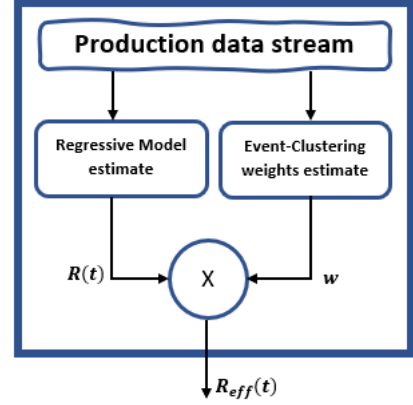 Production data stream
Regressive Model
estimate
Event-Clustering
weights estimate
R(t)
X
w
R_eff(t)